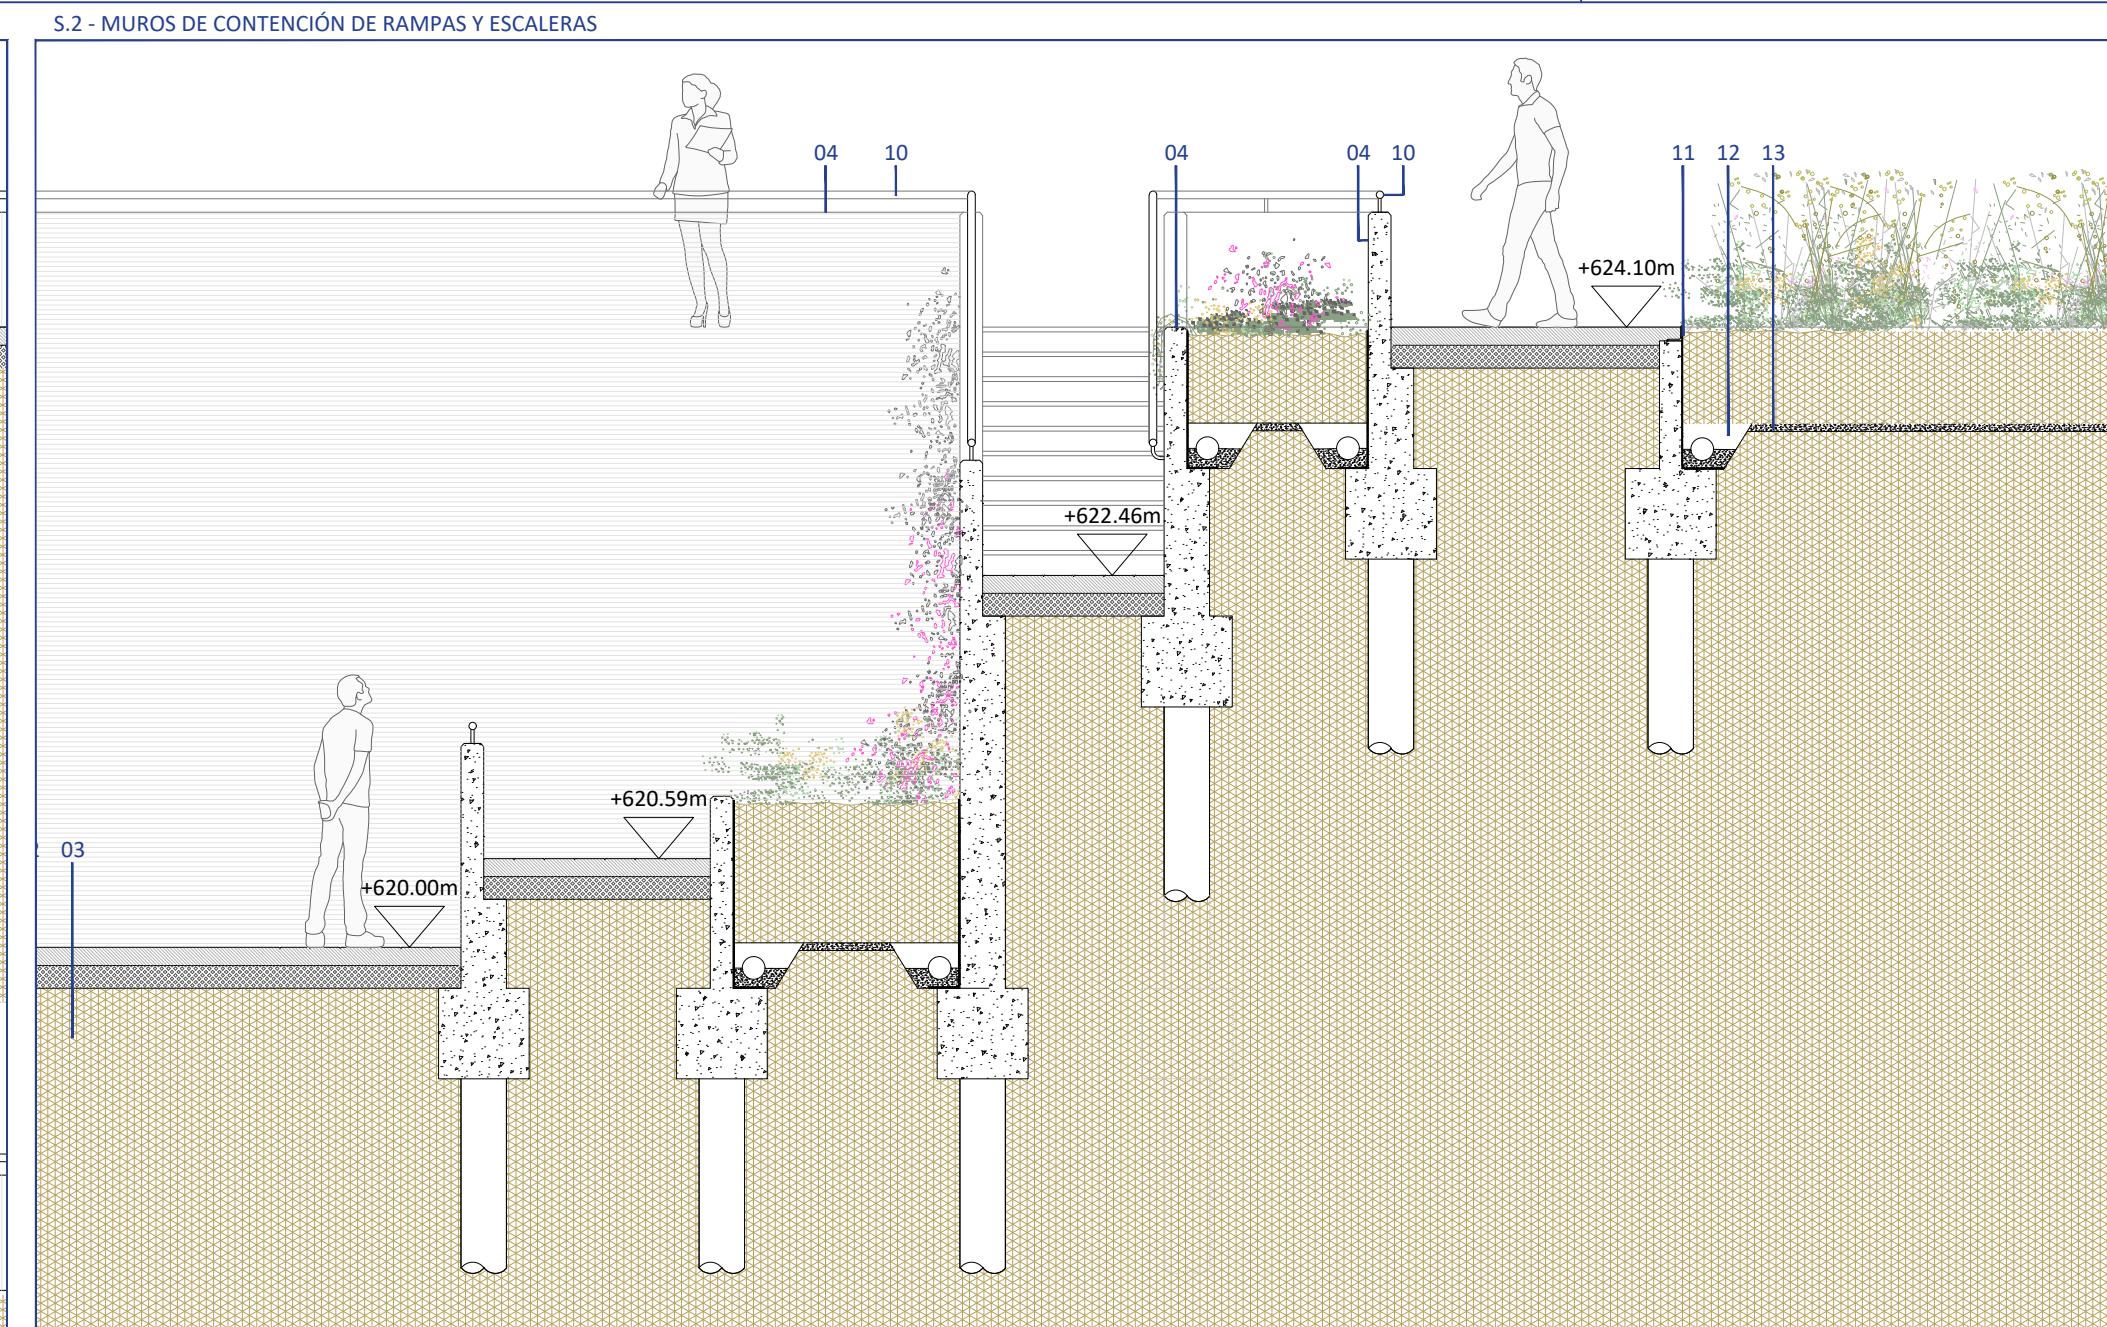 S.2 - MUROS DE CONTENCIÓN DE RAMPAS Y ESCALERAS
04 10 04 04 10 11 12 13
+624.10m
+622.46m
+620.59m
03
+620.00m